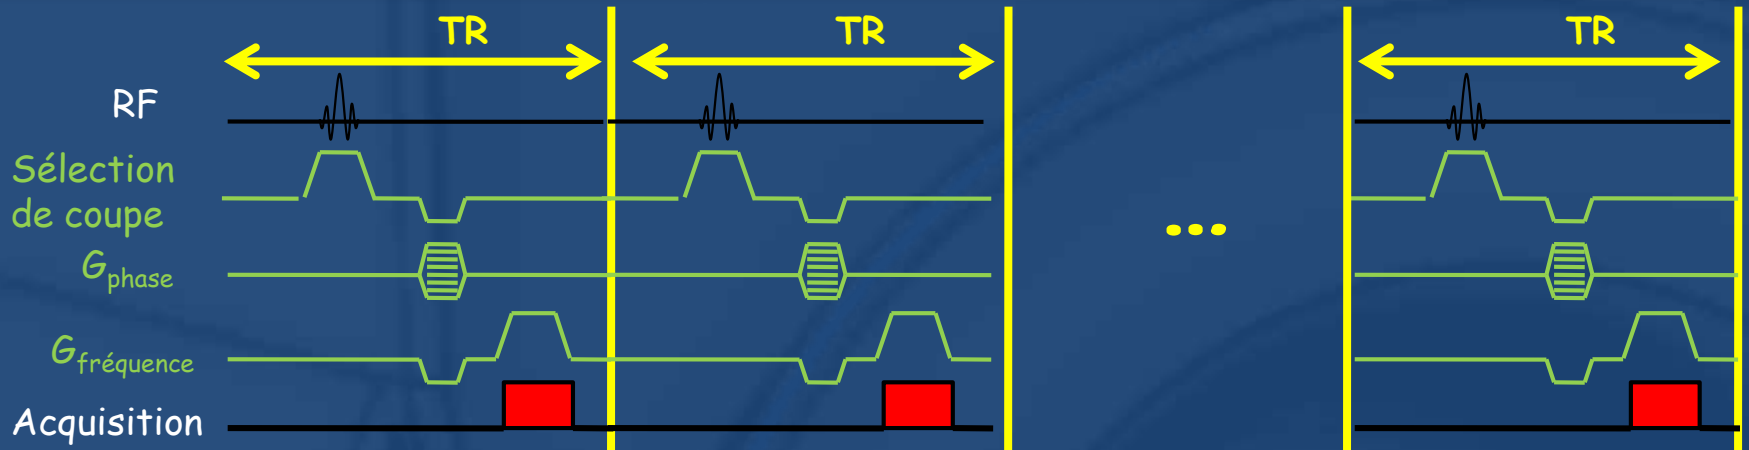 TR
TR
TR
RF
Sélection
de coupe
...
Gphase
Gfréquence
Acquisition